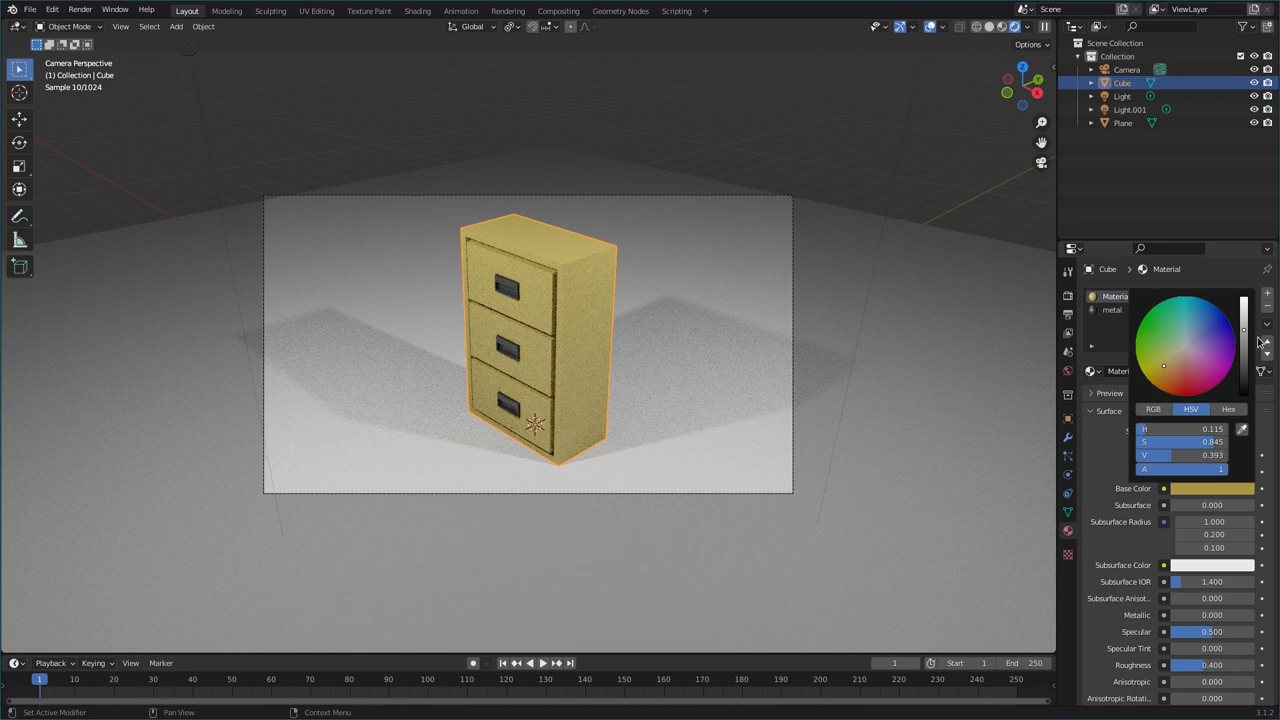 File Edit Render Window Help Layout Modeling Sculpting UV Editing Texture Paint Shading Animation Rendering Compositing Geometry Nodes Scripting + Scene ViewLayer
Object Mode View Select Add Object Global
Options
Camera Perspective
(1) Collection | Cube
Sample 10/1024
Z
Y
X
Scene Collection
Collection
Camera
Cube
Light
Light.001
Plane
Cube > Material
Materia
metal
Materi
Preview
Surface
RGB HSV Hex
H 0.115
S 0.845
V 0.393
A 1
Base Color
Subsurface 0.000
Subsurface Radius 1.000
0.200
0.100
Subsurface Color
Subsurface IOR 1.400
Subsurface Anisot... 0.000
Metallic 0.000
Specular 0.500
Specular Tint 0.000
Roughness 0.400
Anisotropic 0.000
Anisotropic Rotati... 0.000
Playback Keying View Marker 1 Start 1 End 250
1 10 20 30 40 50 60 70 80 90 100 110 120 130 140 150 160 170 180 190 200 210 220 230 240 250
Set Active Modifier Pan View Context Menu 3.1.2